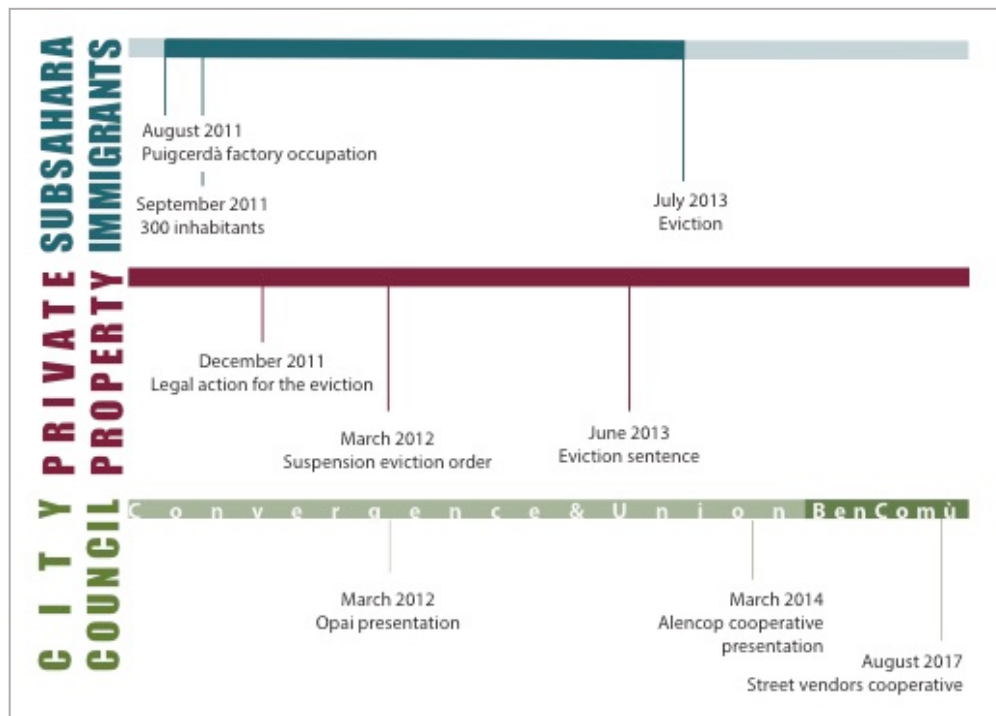 SUBSAHARA
IMMIGRANTS
August 2011
Puigcerdà factory occupation
September 2011
300 inhabitants
July 2013
Eviction
PRIVATE
PROPERTY
December 2011
Legal action for the eviction
March 2012
Suspension eviction order
June 2013
Eviction sentence
CITY
COUNCIL
Convergence&Union BenComù
March 2012
Opai presentation
March 2014
Alencop cooperative
presentation
August 2017
Street vendors cooperative